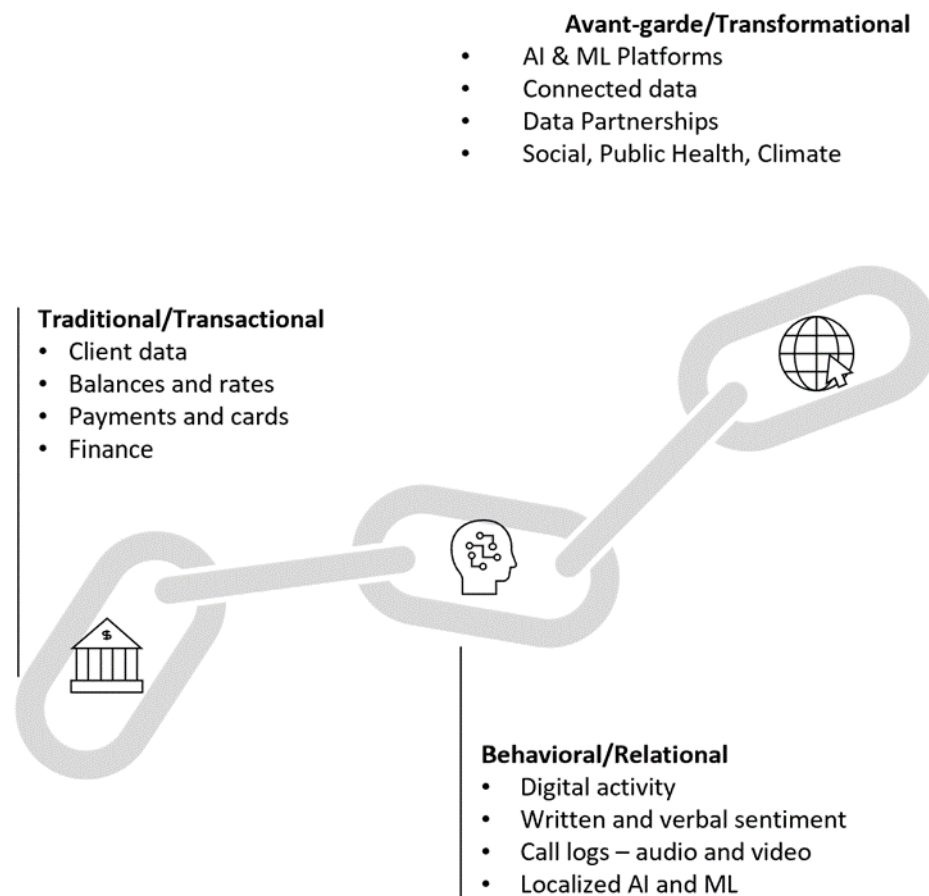 Avant-garde/Transformational
• AI & ML Platforms
• Connected data
• Data Partnerships
• Social, Public Health, Climate
Traditional/Transactional
• Client data
• Balances and rates
• Payments and cards
• Finance
$
Behavioral/Relational
• Digital activity
• Written and verbal sentiment
• Call logs – audio and video
• Localized AI and ML